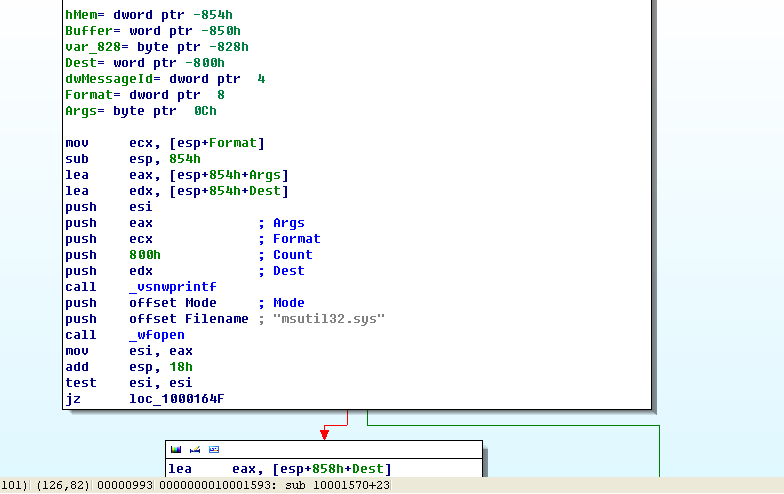 hMem= dword ptr -854h
Buffer= word ptr -850h
var_828= byte ptr -828h
Dest= word ptr -800h
dwMessageId= dword ptr  4
Format= dword ptr  8
Args= byte ptr  0Ch
mov     ecx, [esp+Format]
sub     esp, 854h
lea     eax, [esp+854h+Args]
lea     edx, [esp+854h+Dest]
push    esi
push    eax             ; Args
push    ecx             ; Format
push    800h            ; Count
push    edx             ; Dest
call    _vsnwprintf
push    offset Mode     ; Mode
push    offset Filename ; "msutil32.sys"
call    _wfopen
mov     esi, eax
add     esp, 18h
test    esi, esi
jz      loc_1000164F
lea     eax, [esp+858h+Dest]
101) (126,82) 00000993 0000000010001593: sub_10001570+23